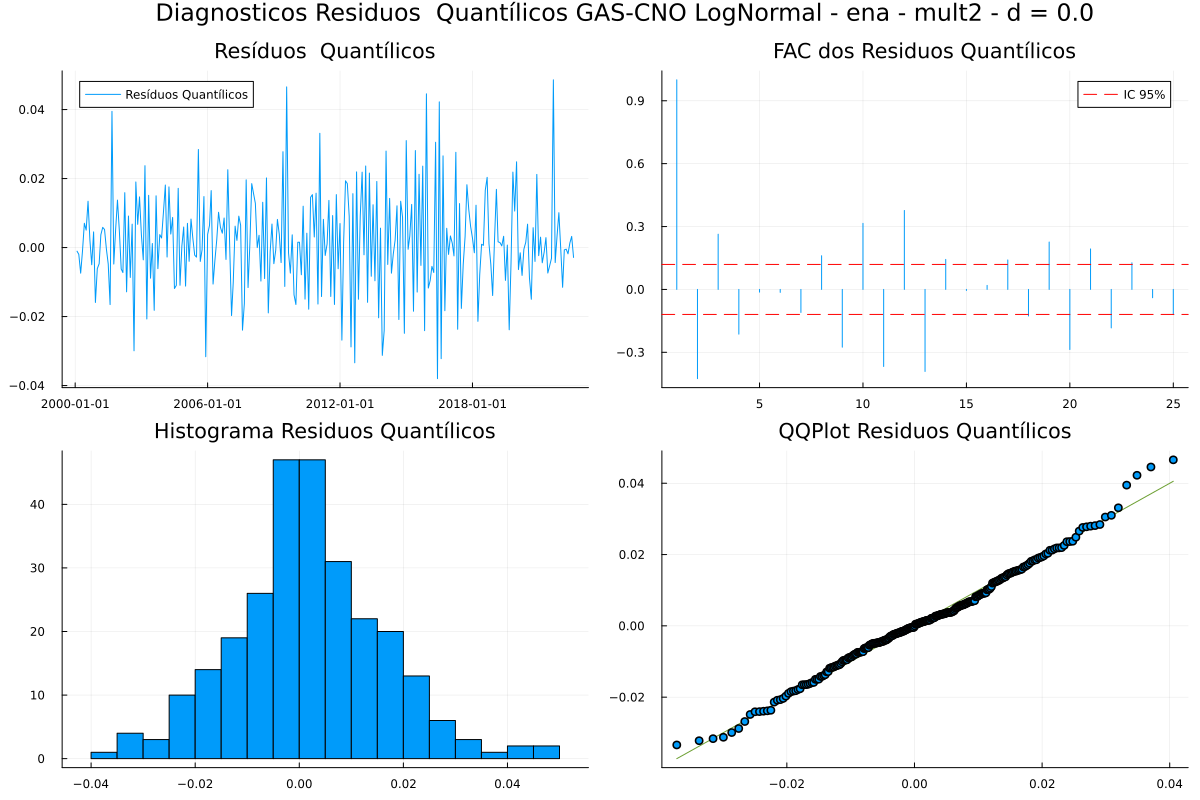 Diagnosticos Residuos  Quantílicos GAS-CNO LogNormal - ena - mult2 - d = 0.0
Resíduos  Quantílicos
Resíduos Quantílicos
0.04
0.02
0.00
−0.02
−0.04
2000-01-01 2006-01-01 2012-01-01 2018-01-01
FAC dos Residuos Quantílicos
IC 95%
0.9
0.6
0.3
0.0
−0.3
5 10 15 20 25
Histograma Residuos Quantílicos
40
30
20
10
0
−0.04 −0.02 0.00 0.02 0.04
QQPlot Residuos Quantílicos
0.04
0.02
0.00
−0.02
−0.02 0.00 0.02 0.04